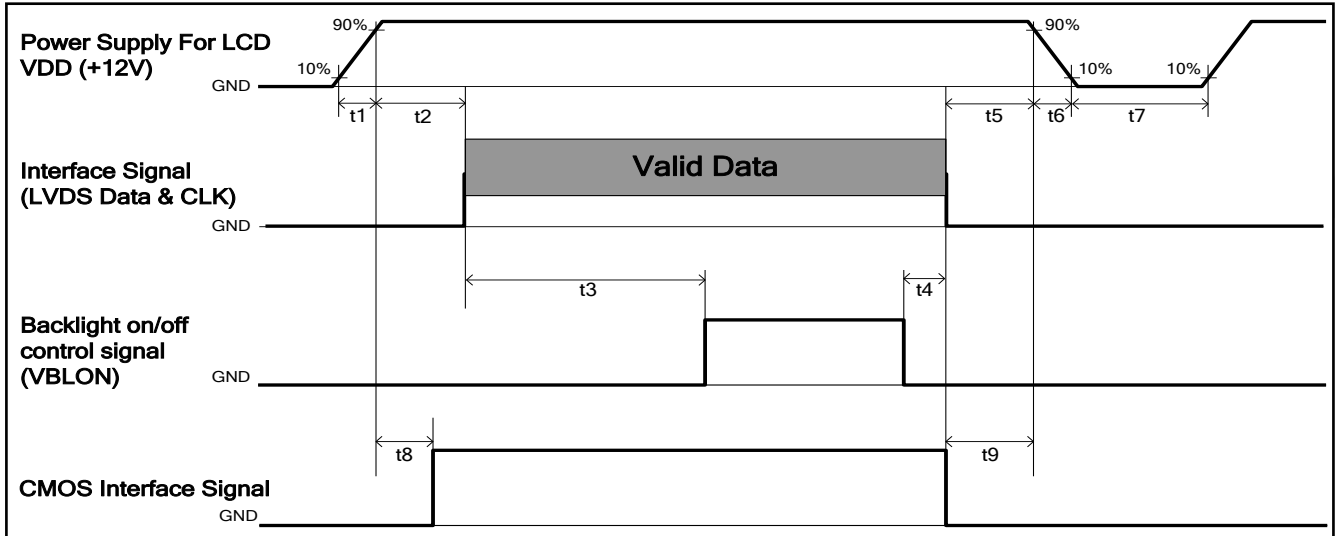 Power Supply For LCD
VDD (+12V)
90%
10%
GND
90%
10%
10%
t1
t2
t5
t6
t7
Interface Signal
(LVDS Data & CLK)
GND
Valid Data
t3
t4
Backlight on/off
control signal
(VBLON)
GND
t8
t9
CMOS Interface Signal
GND